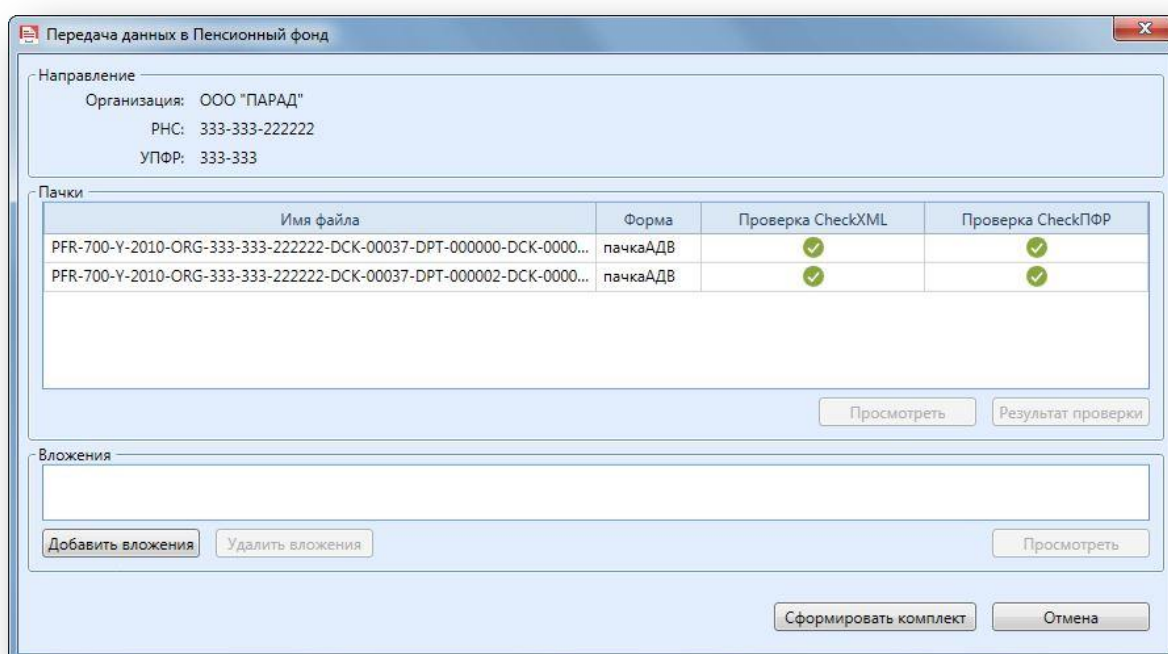 Передача данных в Пенсионный фонд
Направление
Организация: ООО "ПАРАД"
РНС: 333-333-222222
УПФР: 333-333
Пачки
Имя файла Форма Проверка CheckXML Проверка CheckПФР
PFR-700-Y-2010-ORG-333-333-222222-DCK-00037-DPT-000000-DCK-0000... пачкаАДВ
PFR-700-Y-2010-ORG-333-333-222222-DCK-00037-DPT-000002-DCK-0000... пачкаАДВ
Просмотреть Результат проверки
Вложения
Добавить вложения Удалить вложения Просмотреть
Сформировать комплект Отмена